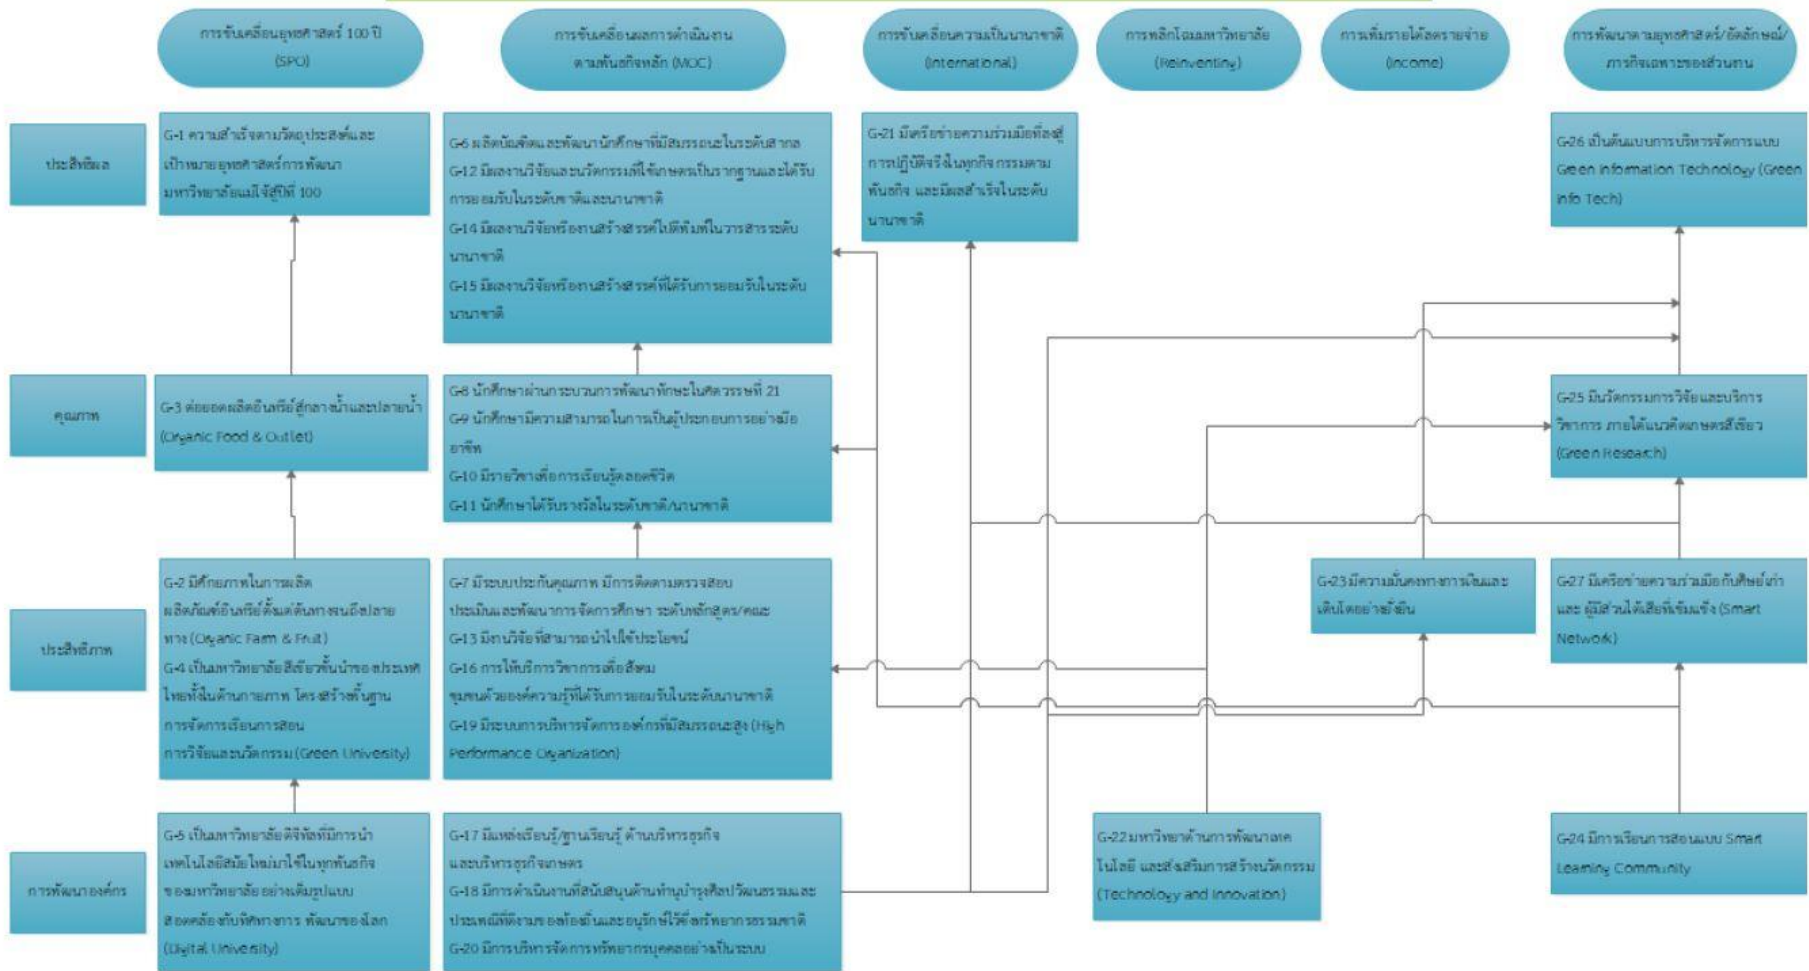 การขับเคลื่อนยุทธศาสตร์ 100 ปี
(SPO)
การขับเคลื่อนผลการดำเนินงาน
ตามพันธกิจหลัก (MOC)
การขับเคลื่อนความเป็นนานาชาติ
(International)
การพลิกโฉมมหาวิทยาลัย
(Reinventing)
การเพิ่มรายได้ลดรายจ่าย
(Income)
การพัฒนาตามยุทธศาสตร์/อัตลักษณ์/
ภารกิจเฉพาะของส่วนงาน
ประสิทธิผล
G-1 ความสำเร็จตามวัตถุประสงค์และ
เป้าหมายยุทธศาสตร์การพัฒนา
มหาวิทยาลัยแม่โจ้สู่ปีที่ 100
G-6 ผลิตบัณฑิตและพัฒนานักศึกษาที่มีสมรรถนะในระดับสากล
G-12 มีผลงานวิจัยและนวัตกรรมที่ใช้เกษตรเป็นรากฐานและได้รับ
การยอมรับในระดับชาติและนานาชาติ
G-14 มีผลงานวิจัยหรืองานสร้างสรรค์ไปตีพิมพ์ในวารสารระดับ
นานาชาติ
G-15 มีผลงานวิจัยหรืองานสร้างสรรค์ที่ได้รับการยอมรับในระดับ
นานาชาติ
G-21 มีเครือข่ายความร่วมมือที่ลงสู่
การปฏิบัติจริงในทุกกิจกรรมตาม
พันธกิจ และมีผลสำเร็จในระดับ
นานาชาติ
G-26 เป็นต้นแบบการบริหารจัดการแบบ
Green Information Technology (Green
Info Tech)
คุณภาพ
G-3 ต่อยอดผลิตอินทรีย์สู่กลางน้ำและปลายน้ำ
(Organic Food & Outlet)
G-8 นักศึกษาผ่านกระบวนการพัฒนาทักษะในศตวรรษที่ 21
G-9 นักศึกษามีความสามารถในการเป็นผู้ประกอบการอย่างมือ
อาชีพ
G-10 มีรายวิชาเพื่อการเรียนรู้ตลอดชีวิต
G-11 นักศึกษาได้รับรางวัลในระดับชาติ/นานาชาติ
G-25 มีนวัตกรรมการวิจัยและบริการ
วิชาการ ภายใต้แนวคิดเกษตรสีเขียว
(Green Research)
ประสิทธิภาพ
G-2 มีศักยภาพในการผลิต
ผลิตภัณฑ์อินทรีย์ตั้งแต่ต้นทางจนถึงปลาย
ทาง (Organic Farm & Fruit)
G-4 เป็นมหาวิทยาลัยสีเขียวชั้นนำของประเทศ
ไทยทั้งในด้านกายภาพ โครงสร้างพื้นฐาน
การจัดการเรียนการสอน
การวิจัยและนวัตกรรม (Green University)
G-7 มีระบบประกันคุณภาพ มีการติดตามตรวจสอบ
ประเมินและพัฒนาการจัดการศึกษา ระดับหลักสูตร/คณะ
G-13 มีงานวิจัยที่สามารถนำไปใช้ประโยชน์
G-16 การให้บริการวิชาการเพื่อสังคม
ชุมชนด้วยองค์ความรู้ที่ได้รับการยอมรับในระดับนานาชาติ
G-19 มีระบบการบริหารจัดการองค์กรที่มีสมรรถนะสูง (High
Performance Organization)
G-23 มีความมั่นคงทางการเงินและ
เติบโตอย่างยั่งยืน
G-27 มีเครือข่ายความร่วมมือกับศิษย์เก่า
และ ผู้มีส่วนได้เสียที่เข้มแข็ง (Smart
Network)
การพัฒนาองค์กร
G-5 เป็นมหาวิทยาลัยดิจิทัลที่มีการนำ
เทคโนโลยีสมัยใหม่มาใช้ในทุกพันธกิจ
ของมหาวิทยาลัยอย่างเต็มรูปแบบ
สอดคล้องกับทิศทางการ พัฒนาของโลก
(Digital University)
G-17 มีแหล่งเรียนรู้/ฐานเรียนรู้ ด้านบริหารธุรกิจ
และบริหารธุรกิจเกษตร
G-18 มีการดำเนินงานที่สนับสนุนด้านทำนุบำรุงศิลปวัฒนธรรมและ
ประเพณีที่ดีงามของท้องถิ่นและอนุรักษ์ไว้ซึ่งทรัพยากรธรรมชาติ
G-20 มีการบริหารจัดการทรัพยากรบุคคลอย่างเป็นระบบ
G-22 มหาวิทยาด้านการพัฒนาเทค
โนโลยี และส่งเสริมการสร้างนวัตกรรม
(Technology and Innovation)
G-24 มีการเรียนการสอนแบบ Smart
Learning Community